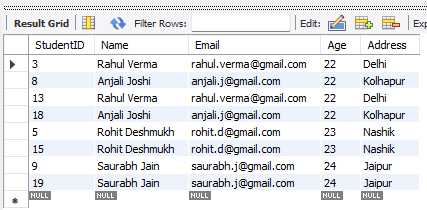 Result Grid Filter Rows: Edit:
StudentID Name Email Age Address
3 Rahul Verma rahul.verma@gmail.com 22 Delhi
8 Anjali Joshi anjali.j@gmail.com 22 Kolhapur
13 Rahul Verma rahul.verma@gmail.com 22 Delhi
18 Anjali Joshi anjali.j@gmail.com 22 Kolhapur
5 Rohit Deshmukh rohit.d@gmail.com 23 Nashik
15 Rohit Deshmukh rohit.d@gmail.com 23 Nashik
9 Saurabh Jain saurabh.j@gmail.com 24 Jaipur
19 Saurabh Jain saurabh.j@gmail.com 24 Jaipur
NULL NULL NULL NULL NULL